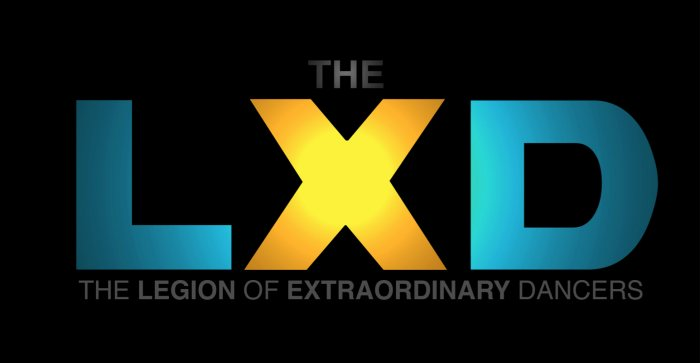 THE
LXD
THE LEGION OF EXTRAORDINARY DANCERS